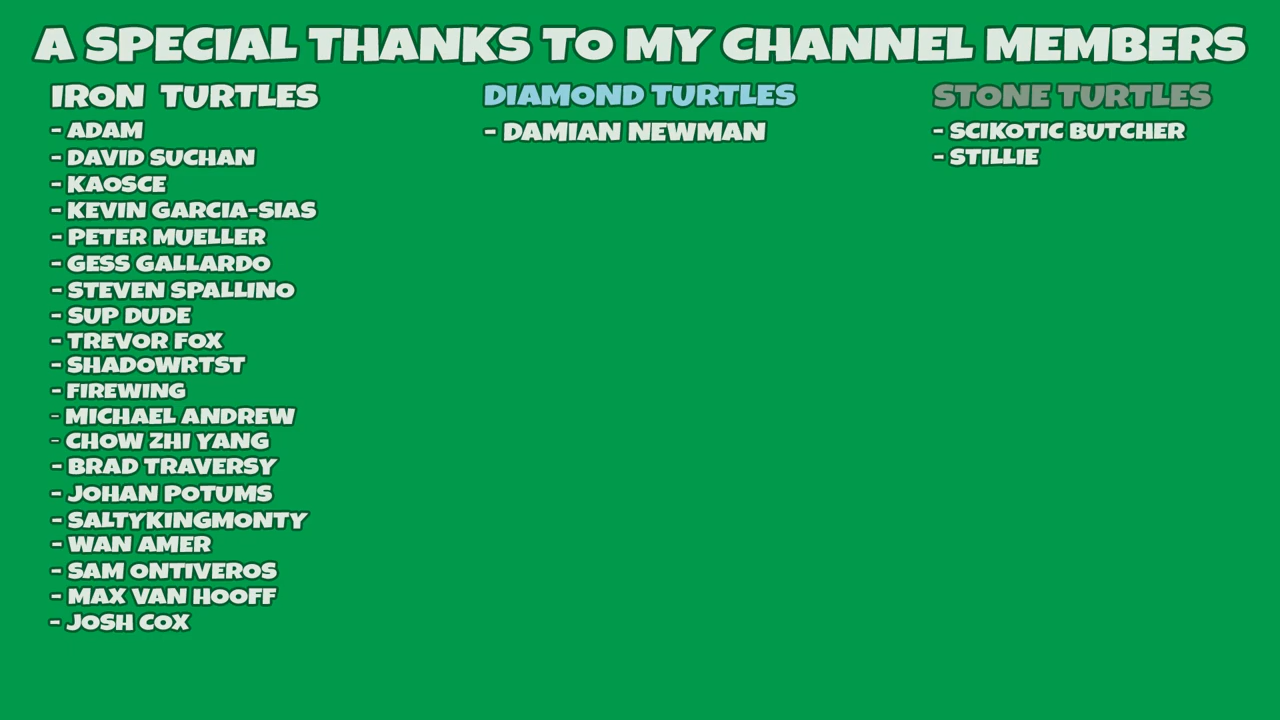 A SPECIAL THANKS TO MY CHANNEL MEMBERS
IRON TURTLES
- ADAM
- DAVID SUCHAN
- KAOSCE
- KEVIN GARCIA-SIAS
- PETER MUELLER
- GESS GALLARDO
- STEVEN SPALLINO
- SUP DUDE
- TREVOR FOX
- SHADOWRTST
- FIREWING
- MICHAEL ANDREW
- CHOW ZHI YANG
- BRAD TRAVERSY
- JOHAN POTUMS
- SALTYKINGMONTY
- WAN AMER
- SAM ONTIVEROS
- MAX VAN HOOFF
- JOSH COX
DIAMOND TURTLES
- DAMIAN NEWMAN
STONE TURTLES
- SCIKOTIC BUTCHER
- STILLIE